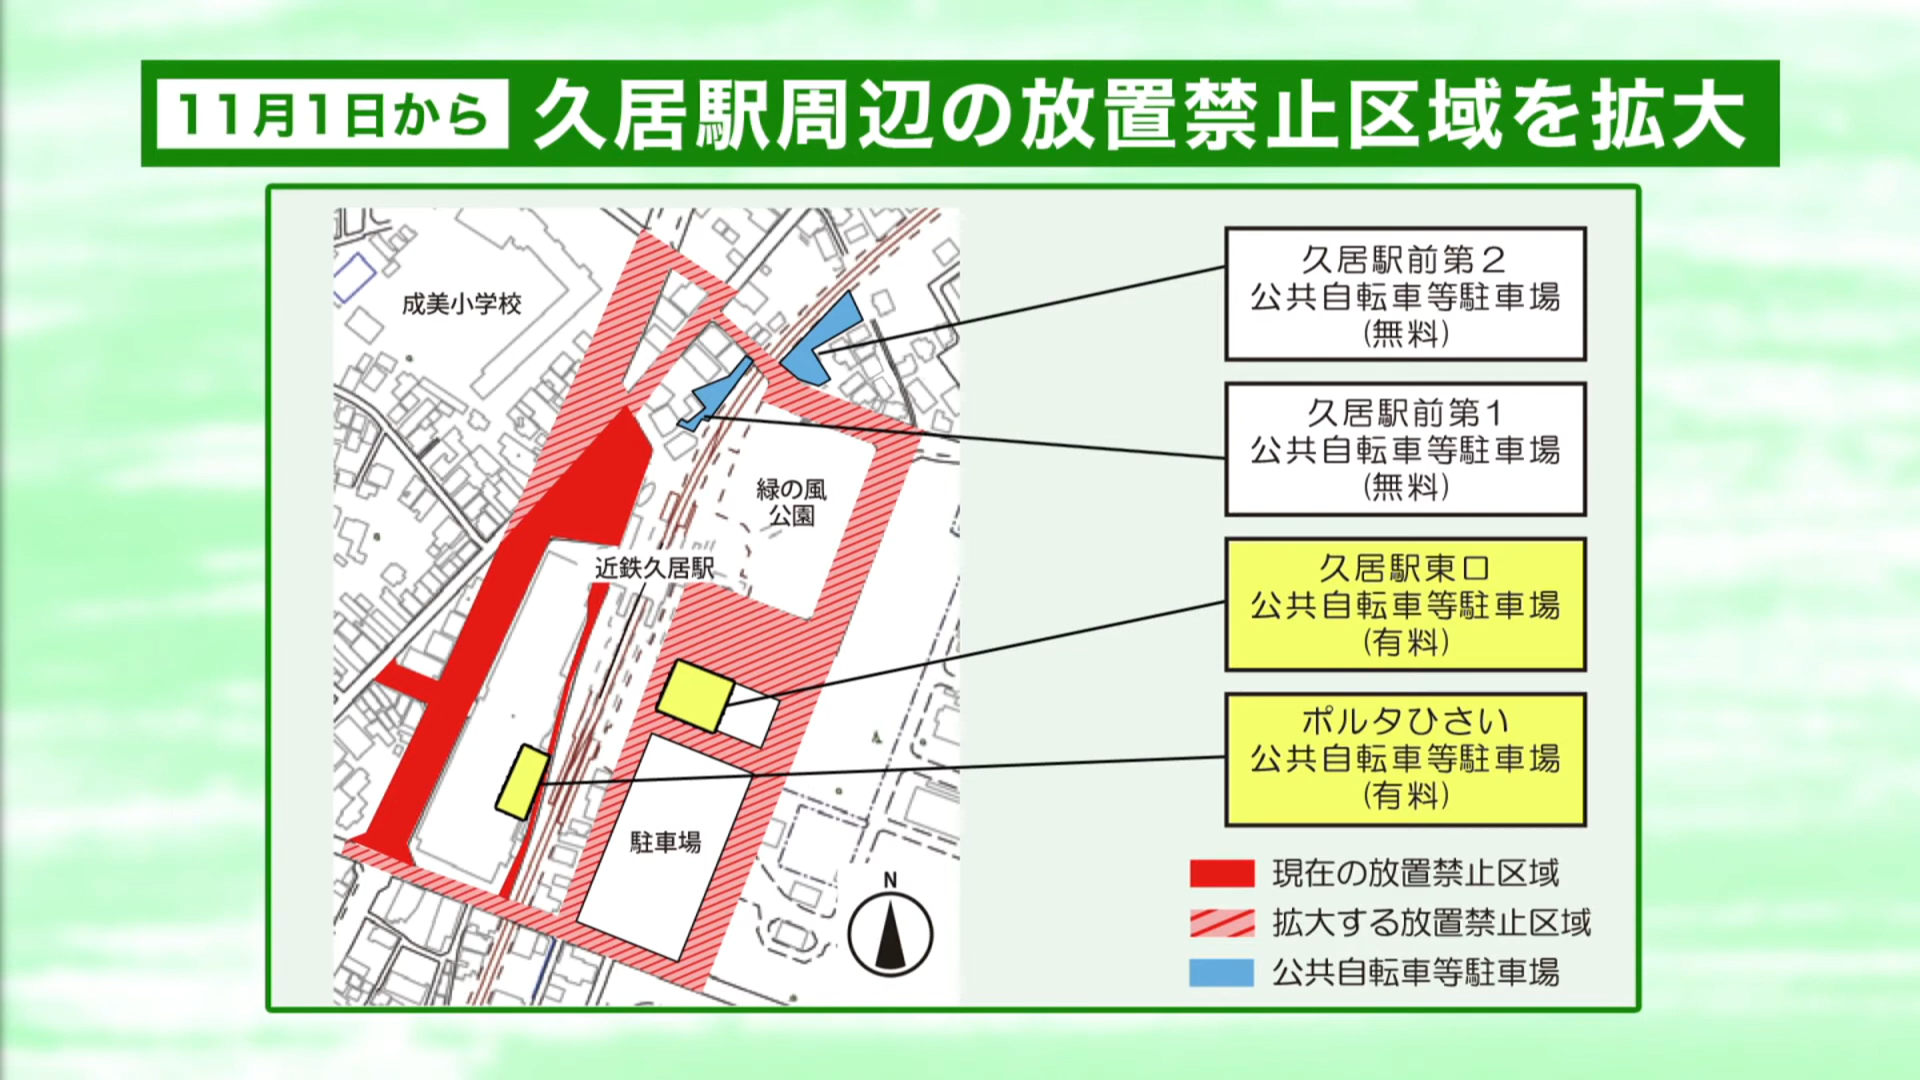 11月1日から 久居駅周辺の放置禁止区域を拡大
成美小学校
緑の風
公園
近鉄久居駅
駐車場
N
久居駅前第2
公共自転車等駐車場
(無料)
久居駅前第1
公共自転車等駐車場
(無料)
久居駅東口
公共自転車等駐車場
(有料)
ポルタひさい
公共自転車等駐車場
(有料)
現在の放置禁止区域
拡大する放置禁止区域
公共自転車等駐車場